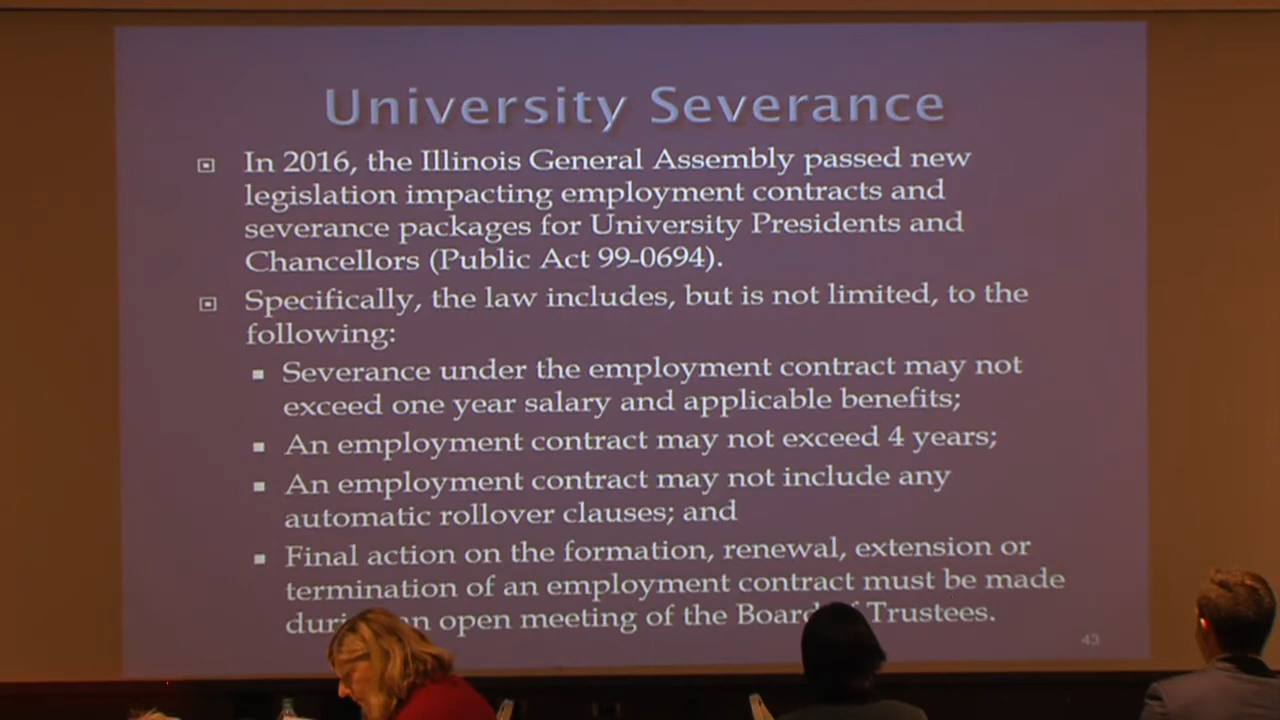 University Severance
In 2016, the Illinois General Assembly passed new
legislation impacting employment contracts and
severance packages for University Presidents and
Chancellors (Public Act 99-0694).
Specifically, the law includes, but is not limited, to the
following:
Severance under the employment contract may not
exceed one year salary and applicable benefits;
An employment contract may not exceed 4 years;
An employment contract may not include any
automatic rollover clauses; and
Final action on the formation, renewal, extension or
termination of an employment contract must be made
open meeting of the Board Trustees.
43